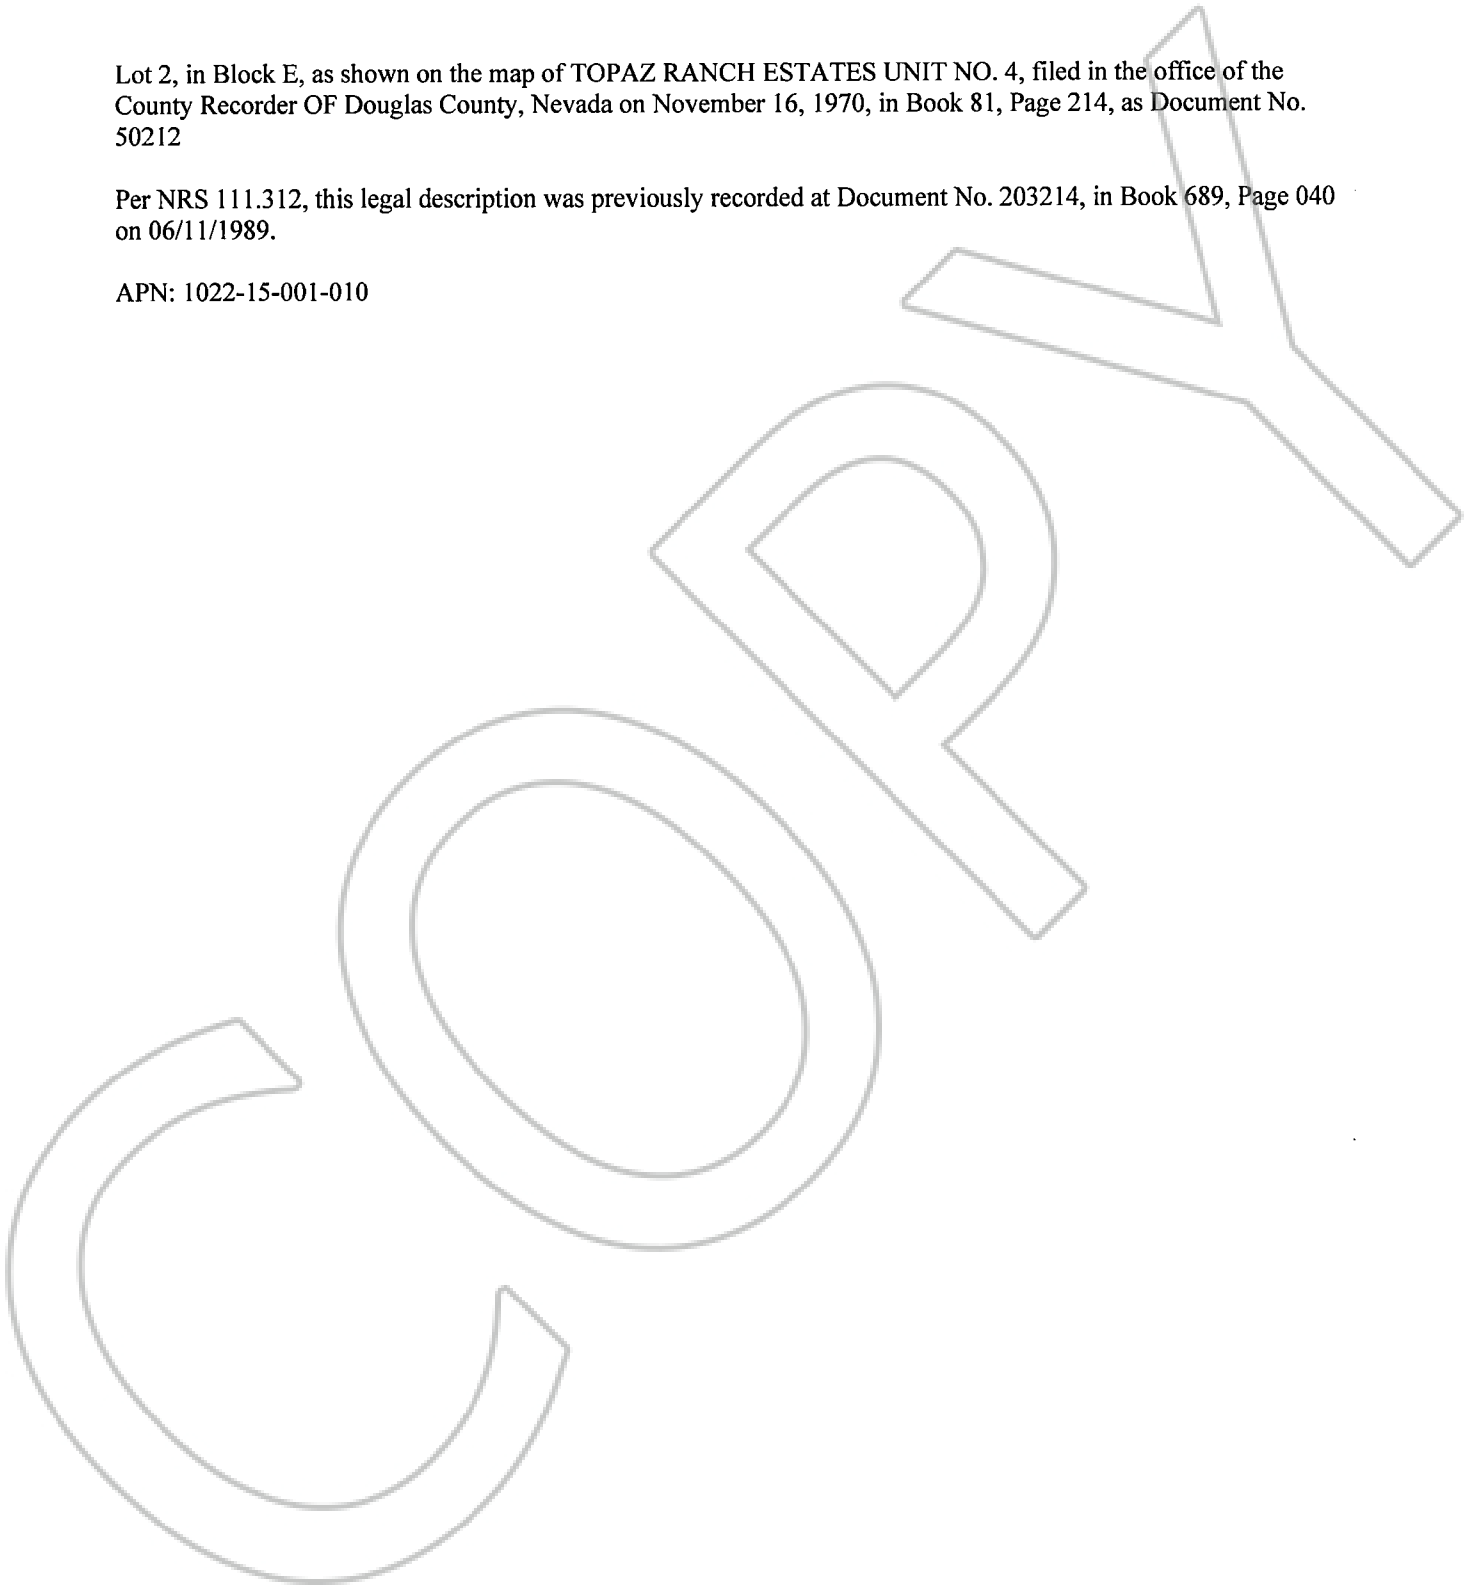 Lot 2, in Block E, as shown on the map of TOPAZ RANCH ESTATES UNIT NO. 4, filed in the office of the
County Recorder OF Douglas County, Nevada on November 16, 1970, in Book 81, Page 214, as Document No.
50212
Per NRS 111.312, this legal description was previously recorded at Document No. 203214, in Book 689, Page 040
on 06/11/1989.
APN: 1022-15-001-010
COPY